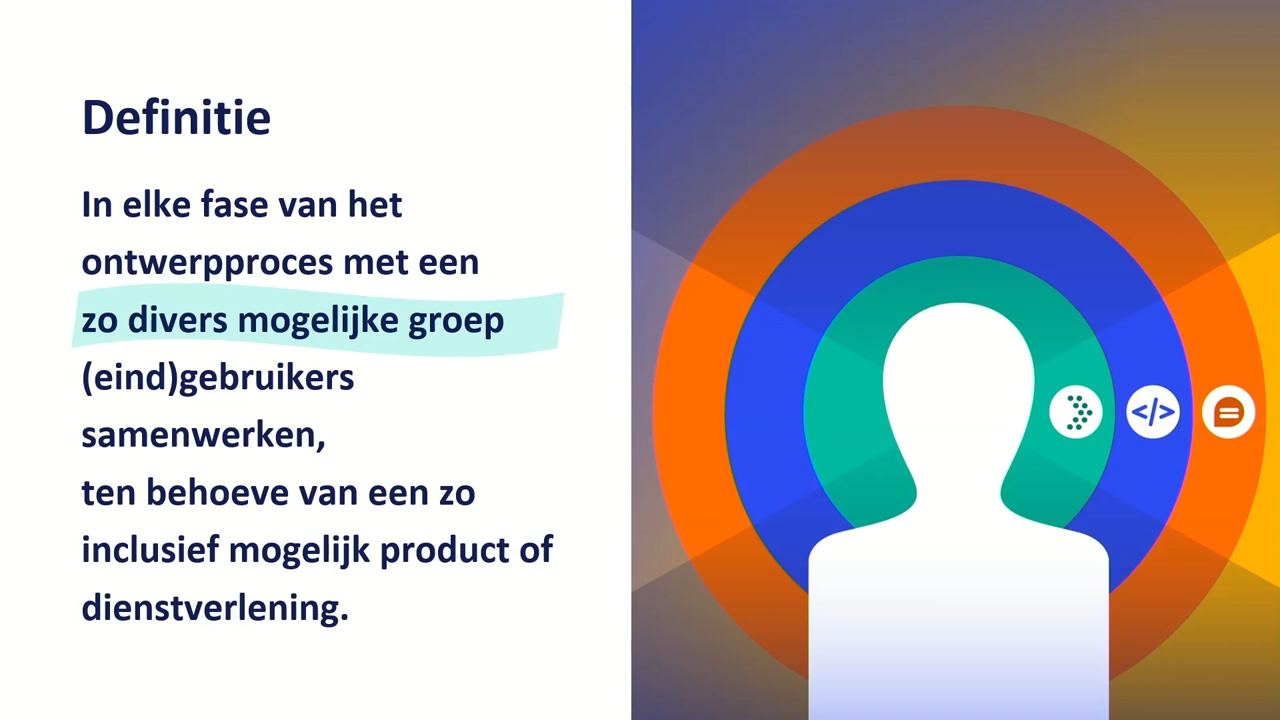 Definitie
In elke fase van het
ontwerpproces met een
zo divers mogelijke groep
(eind)gebruikers
samenwerken,
ten behoeve van een zo
inclusief mogelijk product of
dienstverlening.
</>